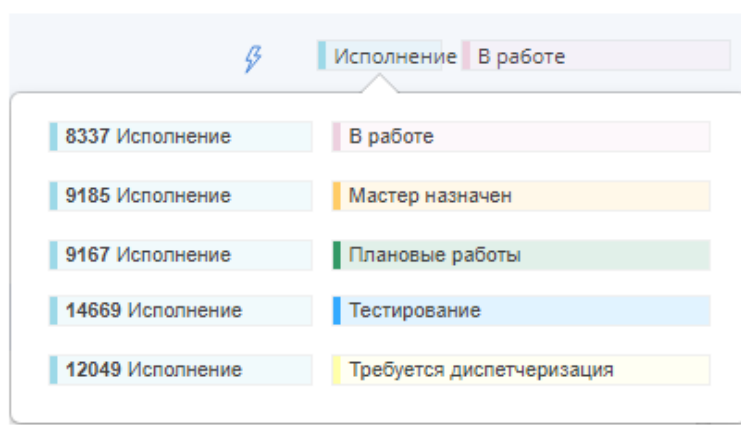 Исполнение В работе
8337 Исполнение В работе
9185 Исполнение Мастер назначен
9167 Исполнение Плановые работы
14669 Исполнение Тестирование
12049 Исполнение Требуется диспетчеризация